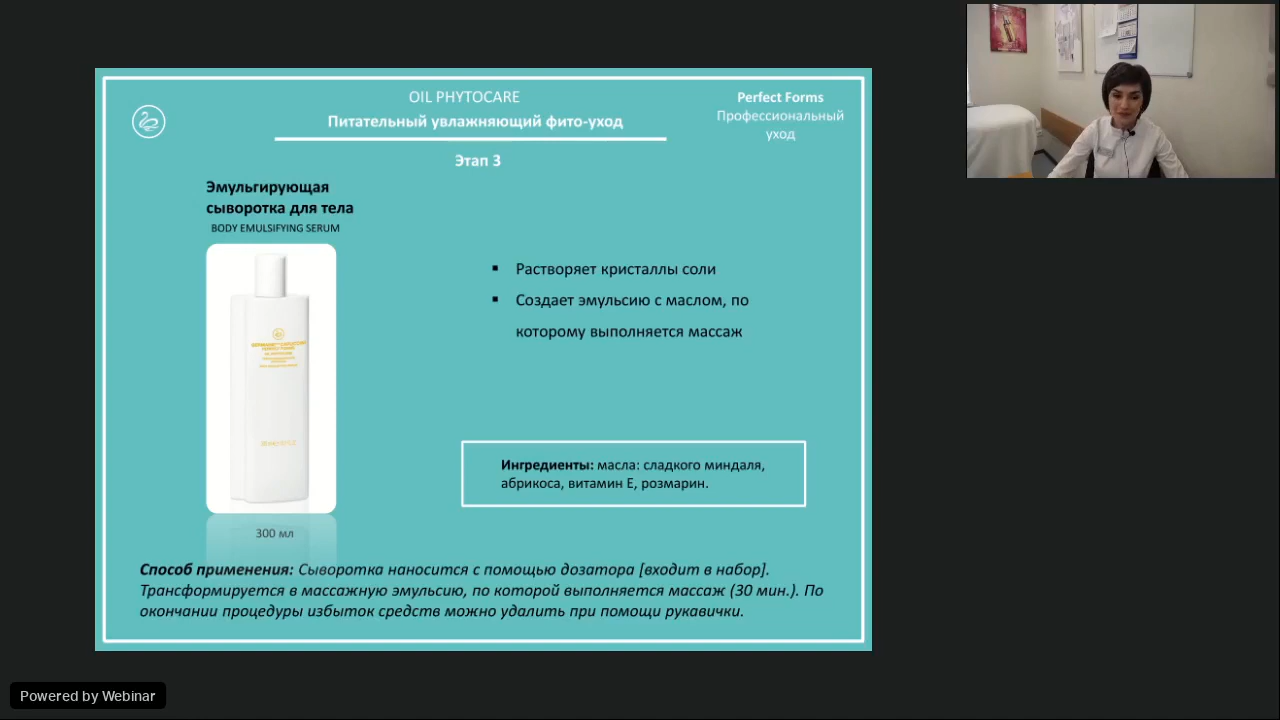 OIL PHYTOCARE
Питательный увлажняющий фито-уход
Perfect Forms
Профессиональный
уход
Этап 3
Эмульгирующая
сыворотка для тела
BODY EMULSIFYING SERUM
▪ Растворяет кристаллы соли
▪ Создает эмульсию с маслом, по
которому выполняется массаж
Ингредиенты: масла: сладкого миндаля,
абрикоса, витамин Е, розмарин.
300 мл
Способ применения: Сыворотка наносится с помощью дозатора [входит в набор].
Трансформируется в массажную эмульсию, по которой выполняется массаж (30 мин.). По
окончании процедуры избыток средств можно удалить при помощи рукавички.
Powered by Webinar